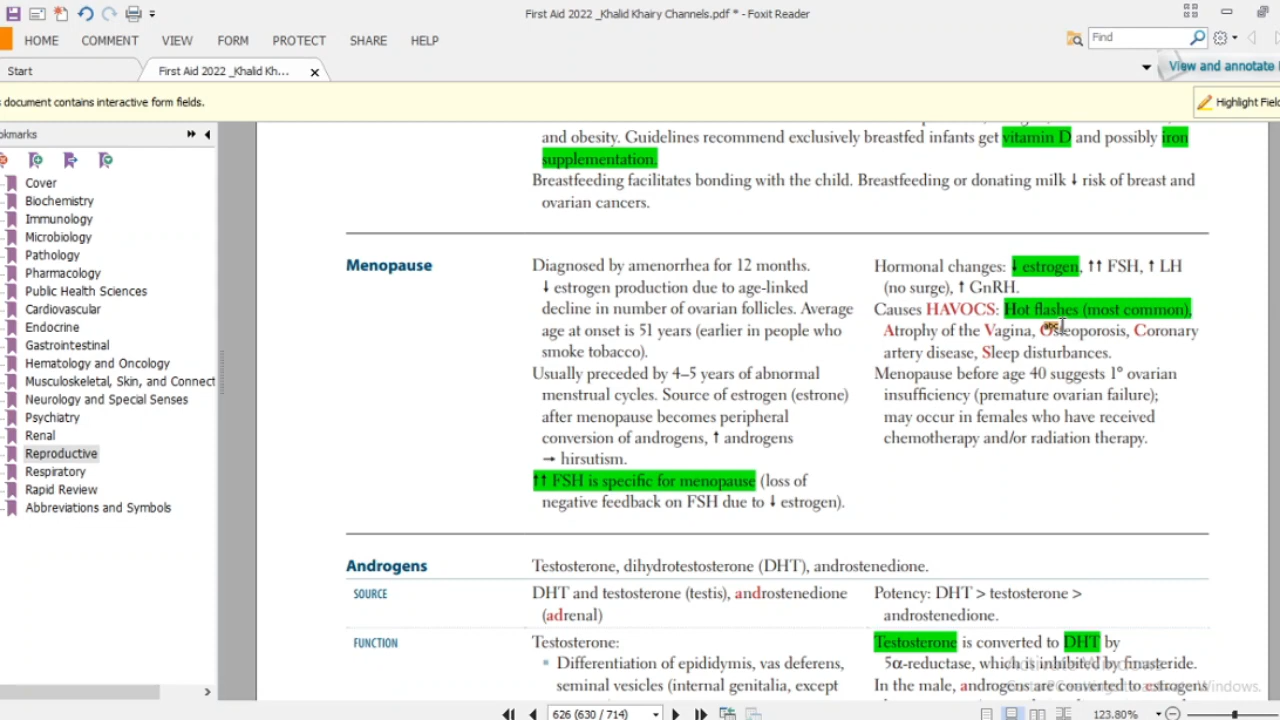 First Aid 2022 _Khalid Khairy Channels.pdf * - Foxit Reader
HOME COMMENT VIEW FORM PROTECT SHARE HELP
Find
Start
First Aid 2022 _Khalid Kh...
View and annotate
document contains interactive form fields.
Highlight
Cover
Biochemistry
Immunology
Microbiology
Pathology
Pharmacology
Public Health Sciences
Cardiovascular
Endocrine
Gastrointestinal
Hematology and Oncology
Musculoskeletal, Skin, and Connect
Neurology and Special Senses
Psychiatry
Renal
Reproductive
Respiratory
Rapid Review
Abbreviations and Symbols
and obesity. Guidelines recommend exclusively breastfed infants get vitamin D and possibly iron
supplementation.
Breastfeeding facilitates bonding with the child. Breastfeeding or donating milk ↓ risk of breast and
ovarian cancers.
Menopause
Diagnosed by amenorrhea for 12 months.
↓ estrogen production due to age-linked
decline in number of ovarian follicles. Average
age at onset is 51 years (earlier in people who
smoke tobacco).
Usually preceded by 4–5 years of abnormal
menstrual cycles. Source of estrogen (estrone)
after menopause becomes peripheral
conversion of androgens, ↑ androgens
→ hirsutism.
↑↑ FSH is specific for menopause (loss of
negative feedback on FSH due to ↓ estrogen).
Hormonal changes: ↓ estrogen, ↑↑ FSH, ↑ LH
(no surge), ↑ GnRH.
Causes HAVOCS: Hot flashes (most common),
Atrophy of the Vagina, Osteoporosis, Coronary
artery disease, Sleep disturbances.
Menopause before age 40 suggests 1° ovarian
insufficiency (premature ovarian failure);
may occur in females who have received
chemotherapy and/or radiation therapy.
Androgens
Testosterone, dihydrotestosterone (DHT), androstenedione.
SOURCE
DHT and testosterone (testis), androstenedione
(adrenal)
Potency: DHT > testosterone >
androstenedione.
FUNCTION
Testosterone:
Differentiation of epididymis, vas deferens,
seminal vesicles (internal genitalia, except
Testosterone is converted to DHT by
5α-reductase, which is inhibited by finasteride.
In the male, androgens are converted to estrogens
626 (630 / 714)
123.80%